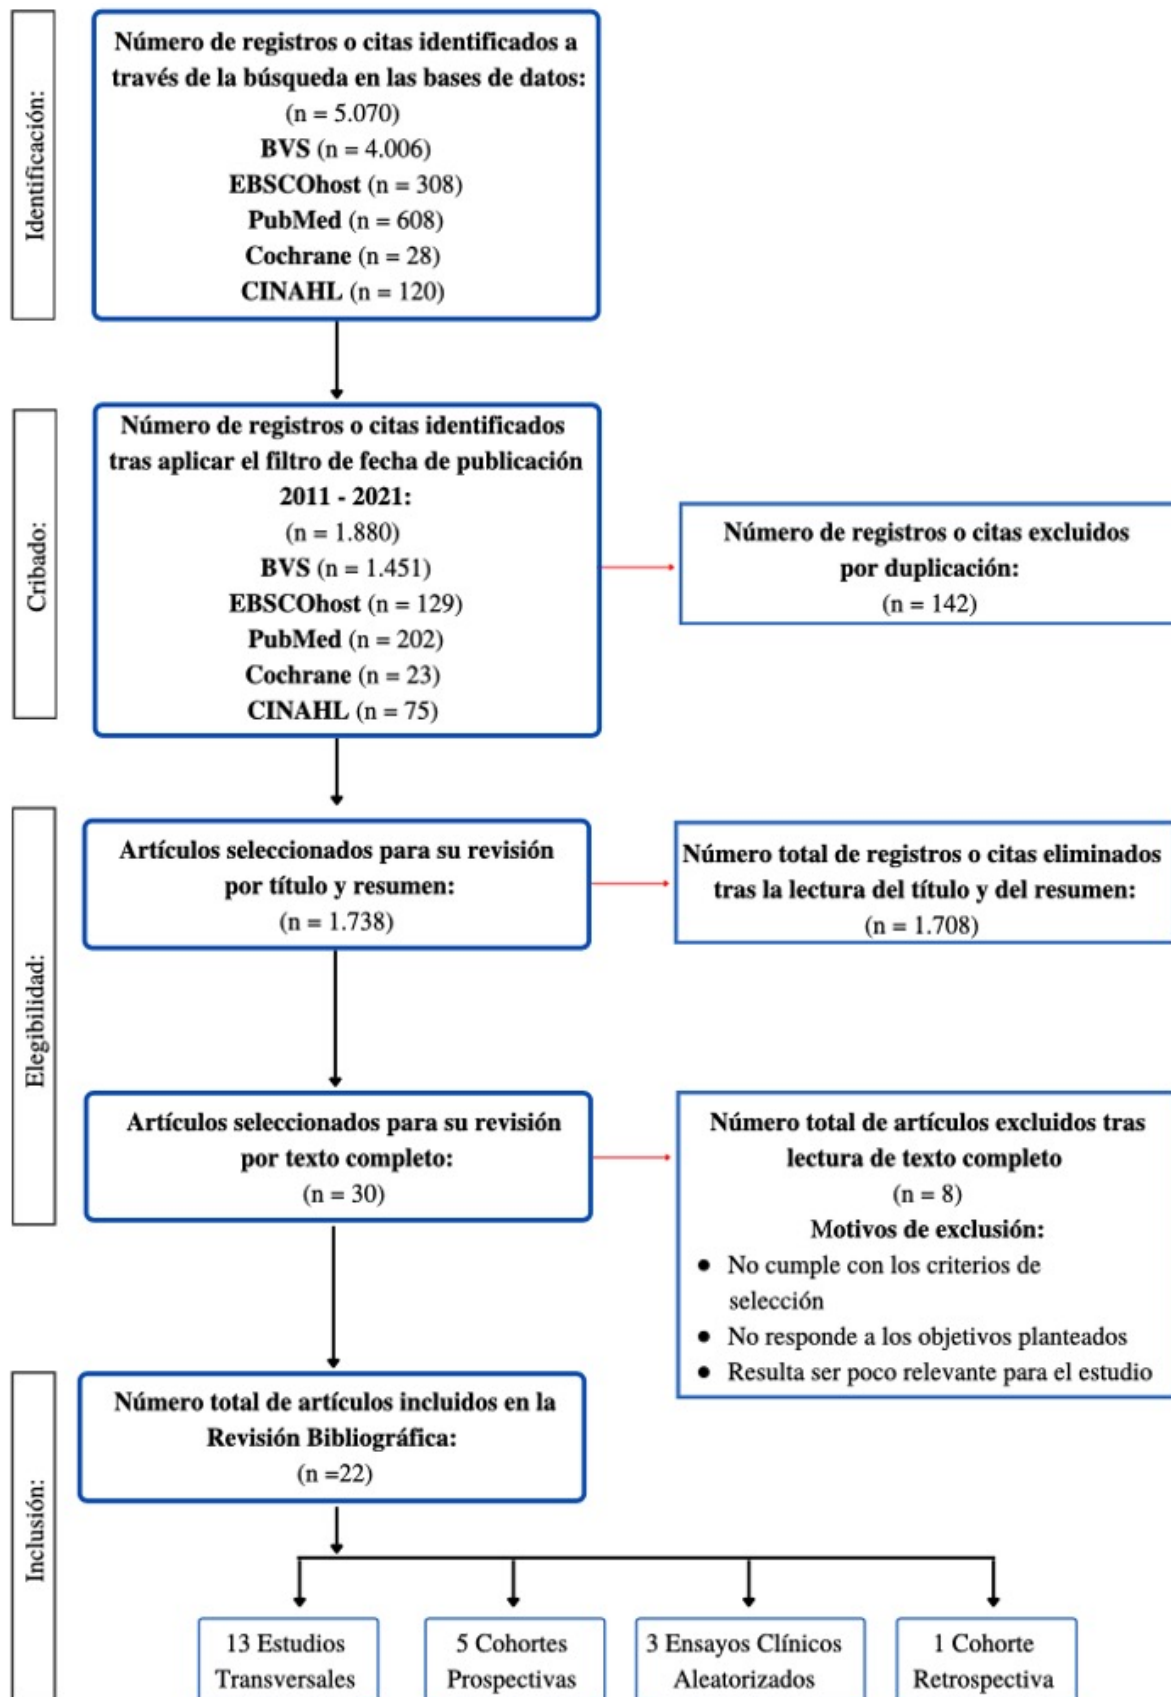 Identificación:
Número de registros o citas identificados a
través de la búsqueda en las bases de datos:
(n = 5.070)
BVS (n = 4.006)
EBSCOhost (n = 308)
PubMed (n = 608)
Cochrane (n = 28)
CINAHL (n = 120)
Cribado:
Número de registros o citas identificados
tras aplicar el filtro de fecha de publicación
2011 - 2021:
(n = 1.880)
BVS (n = 1.451)
EBSCOhost (n = 129)
PubMed (n = 202)
Cochrane (n = 23)
CINAHL (n = 75)
Número de registros o citas excluidos
por duplicación:
(n = 142)
Elegibilidad:
Artículos seleccionados para su revisión
por título y resumen:
(n = 1.738)
Número total de registros o citas eliminados
tras la lectura del título y del resumen:
(n = 1.708)
Artículos seleccionados para su revisión
por texto completo:
(n = 30)
Número total de artículos excluidos tras
lectura de texto completo
(n = 8)
Motivos de exclusión:
● No cumple con los criterios de
selección
● No responde a los objetivos planteados
● Resulta ser poco relevante para el estudio
Inclusión:
Número total de artículos incluidos en la
Revisión Bibliográfica:
(n =22)
13 Estudios
Transversales
5 Cohortes
Prospectivas
3 Ensayos Clínicos
Aleatorizados
1 Cohorte
Retrospectiva